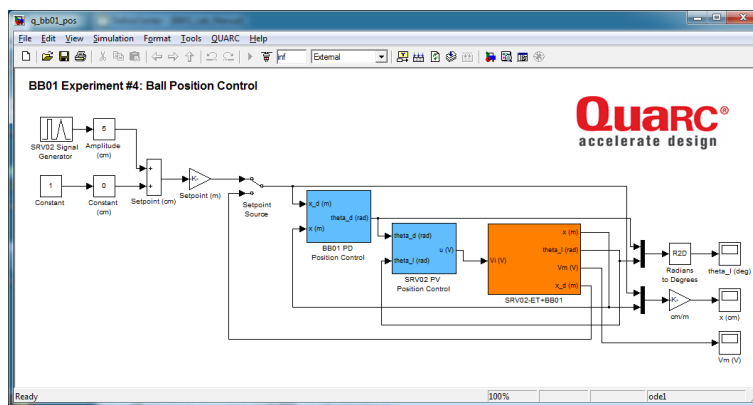 q_bb01_pos
File Edit View Simulation Format Tools QUARC Help
inf External
BB01 Experiment #4: Ball Position Control
QUARC®
accelerate design
SRV02 Signal
Generator
5
Amplitude
(cm)
1
Constant
0
Constant
(cm)
+
+
Setpoint (cm)
-K-
Setpoint (m)
Setpoint
Source
x_d (m)
theta_d (rad)
x (m)
BB01 PD
Position Control
theta_d (rad)
u (V)
theta_l (rad)
SRV02 PV
Position Control
x (m)
theta_l (rad)
Vi (V)
Vm (V)
x_d (m)
SRV02-ET+BB01
R2D
Radians
to Degrees
theta_l (deg)
-K-
cm/m
x (cm)
Vm (V)
Ready
100%
ode1